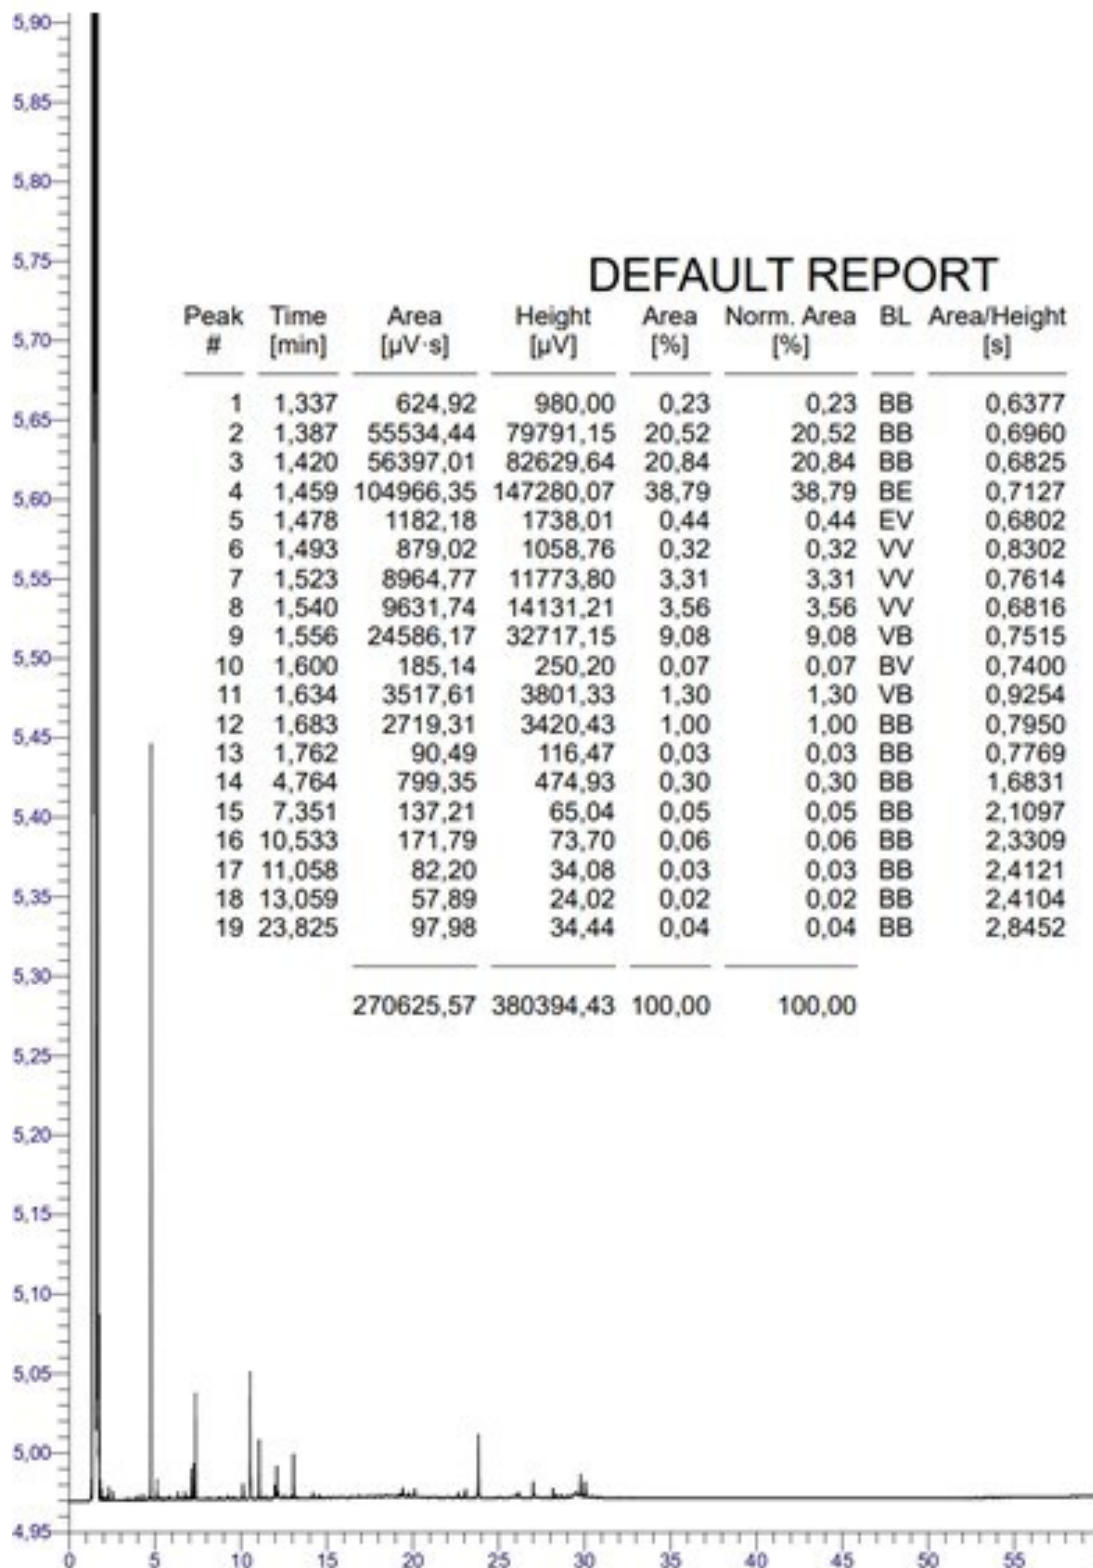 5,90
5,85
5,80
5,75
5,70
5,65
5,60
5,55
5,50
5,45
5,40
5,35
5,30
5,25
5,20
5,15
5,10
5,05
5,00
4,95
DEFAULT REPORT
Peak Time Area Height Area Norm. Area BL Area/Height
# [min] [µV·s] [µV] [%] [%] [s]
1 1,337 624,92 980,00 0,23 0,23 BB 0,6377
2 1,387 55534,44 79791,15 20,52 20,52 BB 0,6960
3 1,420 56397,01 82629,64 20,84 20,84 BB 0,6825
4 1,459 104966,35 147280,07 38,79 38,79 BE 0,7127
5 1,478 1182,18 1738,01 0,44 0,44 EV 0,6802
6 1,493 879,02 1058,76 0,32 0,32 VV 0,8302
7 1,523 8964,77 11773,80 3,31 3,31 VV 0,7614
8 1,540 9631,74 14131,21 3,56 3,56 VV 0,6816
9 1,556 24586,17 32717,15 9,08 9,08 VB 0,7515
10 1,600 185,14 250,20 0,07 0,07 BV 0,7400
11 1,634 3517,61 3801,33 1,30 1,30 VB 0,9254
12 1,683 2719,31 3420,43 1,00 1,00 BB 0,7950
13 1,762 90,49 116,47 0,03 0,03 BB 0,7769
14 4,764 799,35 474,93 0,30 0,30 BB 1,6831
15 7,351 137,21 65,04 0,05 0,05 BB 2,1097
16 10,533 171,79 73,70 0,06 0,06 BB 2,3309
17 11,058 82,20 34,08 0,03 0,03 BB 2,4121
18 13,059 57,89 24,02 0,02 0,02 BB 2,4104
19 23,825 97,98 34,44 0,04 0,04 BB 2,8452
270625,57 380394,43 100,00 100,00
0 5 10 15 20 25 30 35 40 45 50 55